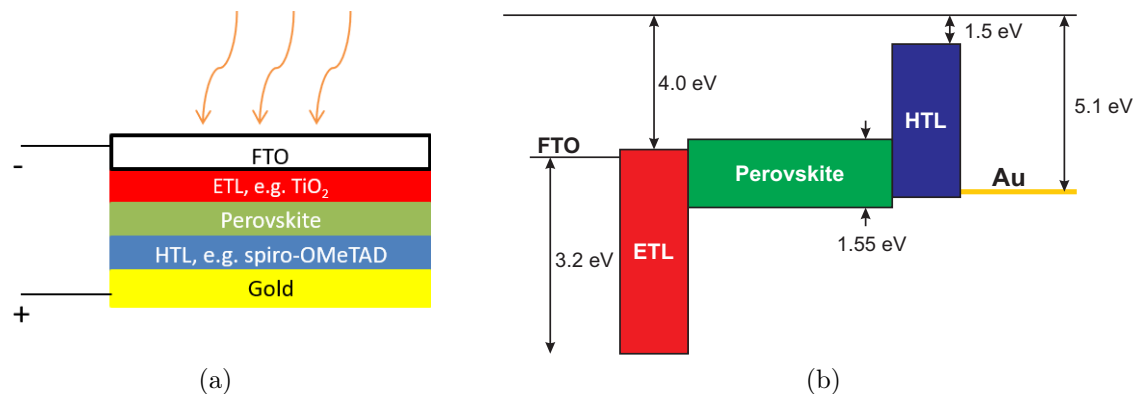 -
FTO
ETL, e.g. TiO₂
Perovskite
HTL, e.g. spiro-OMeTAD
Gold
+
(a)
1.5 eV
4.0 eV
5.1 eV
HTL
FTO
Perovskite
Au
ETL
1.55 eV
3.2 eV
(b)